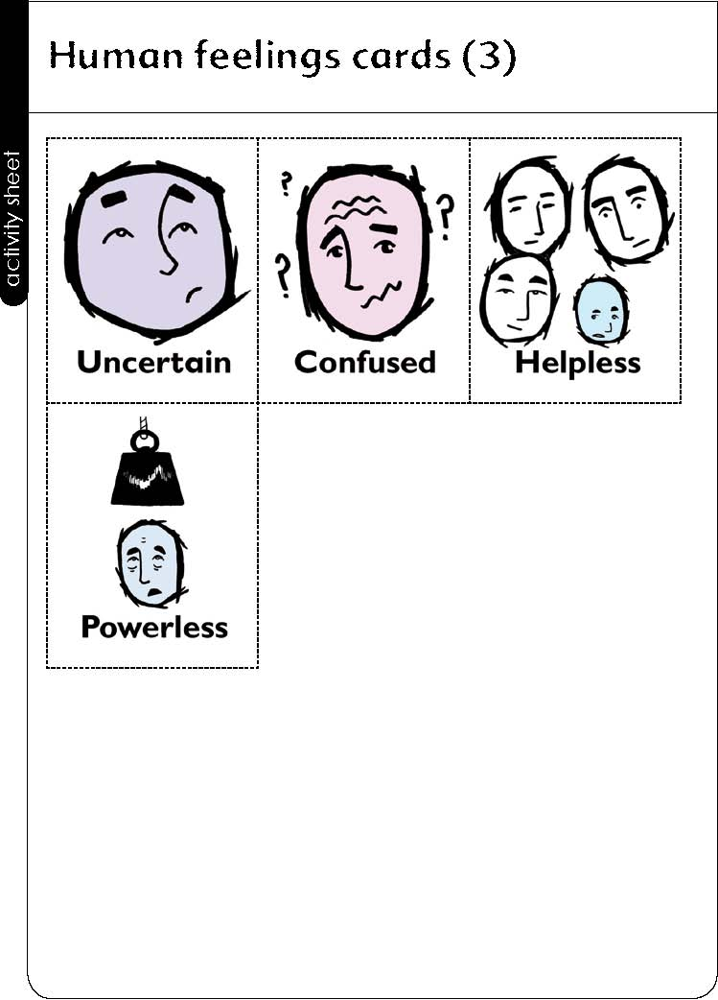 Human feelings cards (3)
activity sheet
?
?
?
Uncertain
Confused
Helpless
Powerless